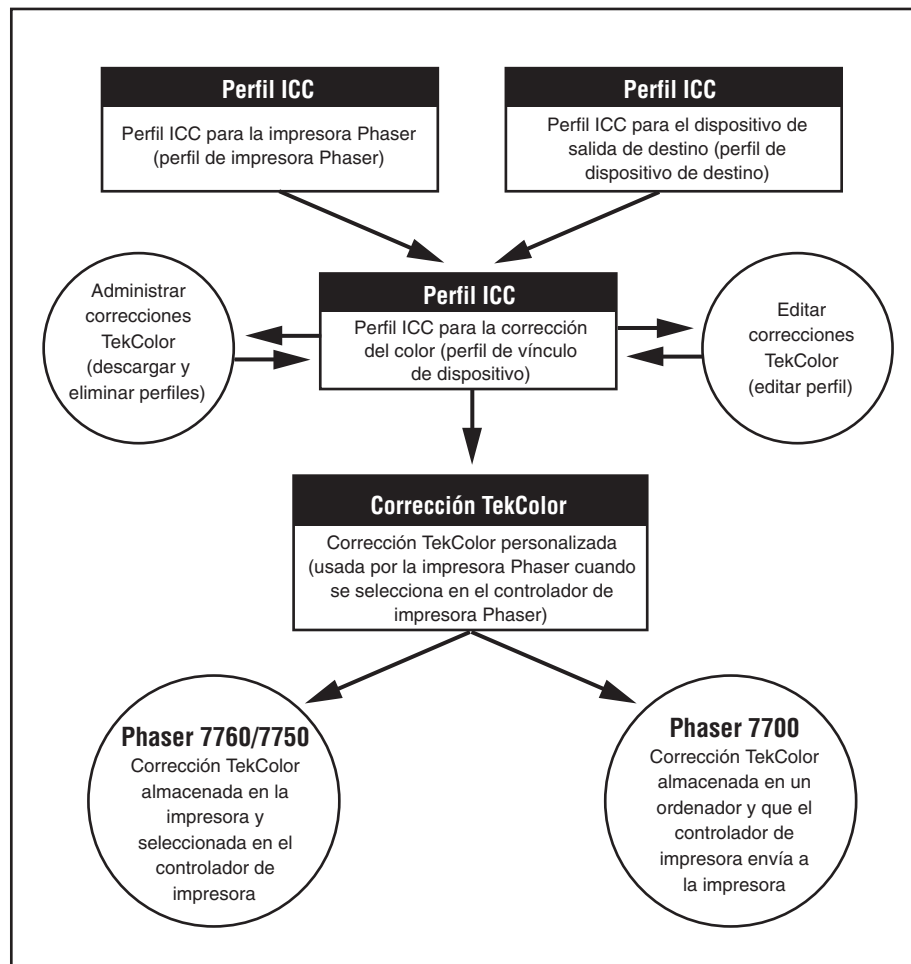 Perfil ICC
Perfil ICC para la impresora Phaser
(perfil de impresora Phaser)
Perfil ICC
Perfil ICC para el dispositivo de
salida de destino (perfil de
dispositivo de destino)
Administrar
correcciones
TekColor
(descargar y
eliminar perfiles)
Perfil ICC
Perfil ICC para la corrección
del color (perfil de vínculo
de dispositivo)
Editar
correcciones
TekColor
(editar perfil)
Corrección TekColor
Corrección TekColor personalizada
(usada por la impresora Phaser cuando
se selecciona en el controlador de
impresora Phaser)
Phaser 7760/7750
Corrección TekColor
almacenada en la
impresora y
seleccionada en el
controlador de
impresora
Phaser 7700
Corrección TekColor
almacenada en un
ordenador y que el
controlador de
impresora envía a
la impresora